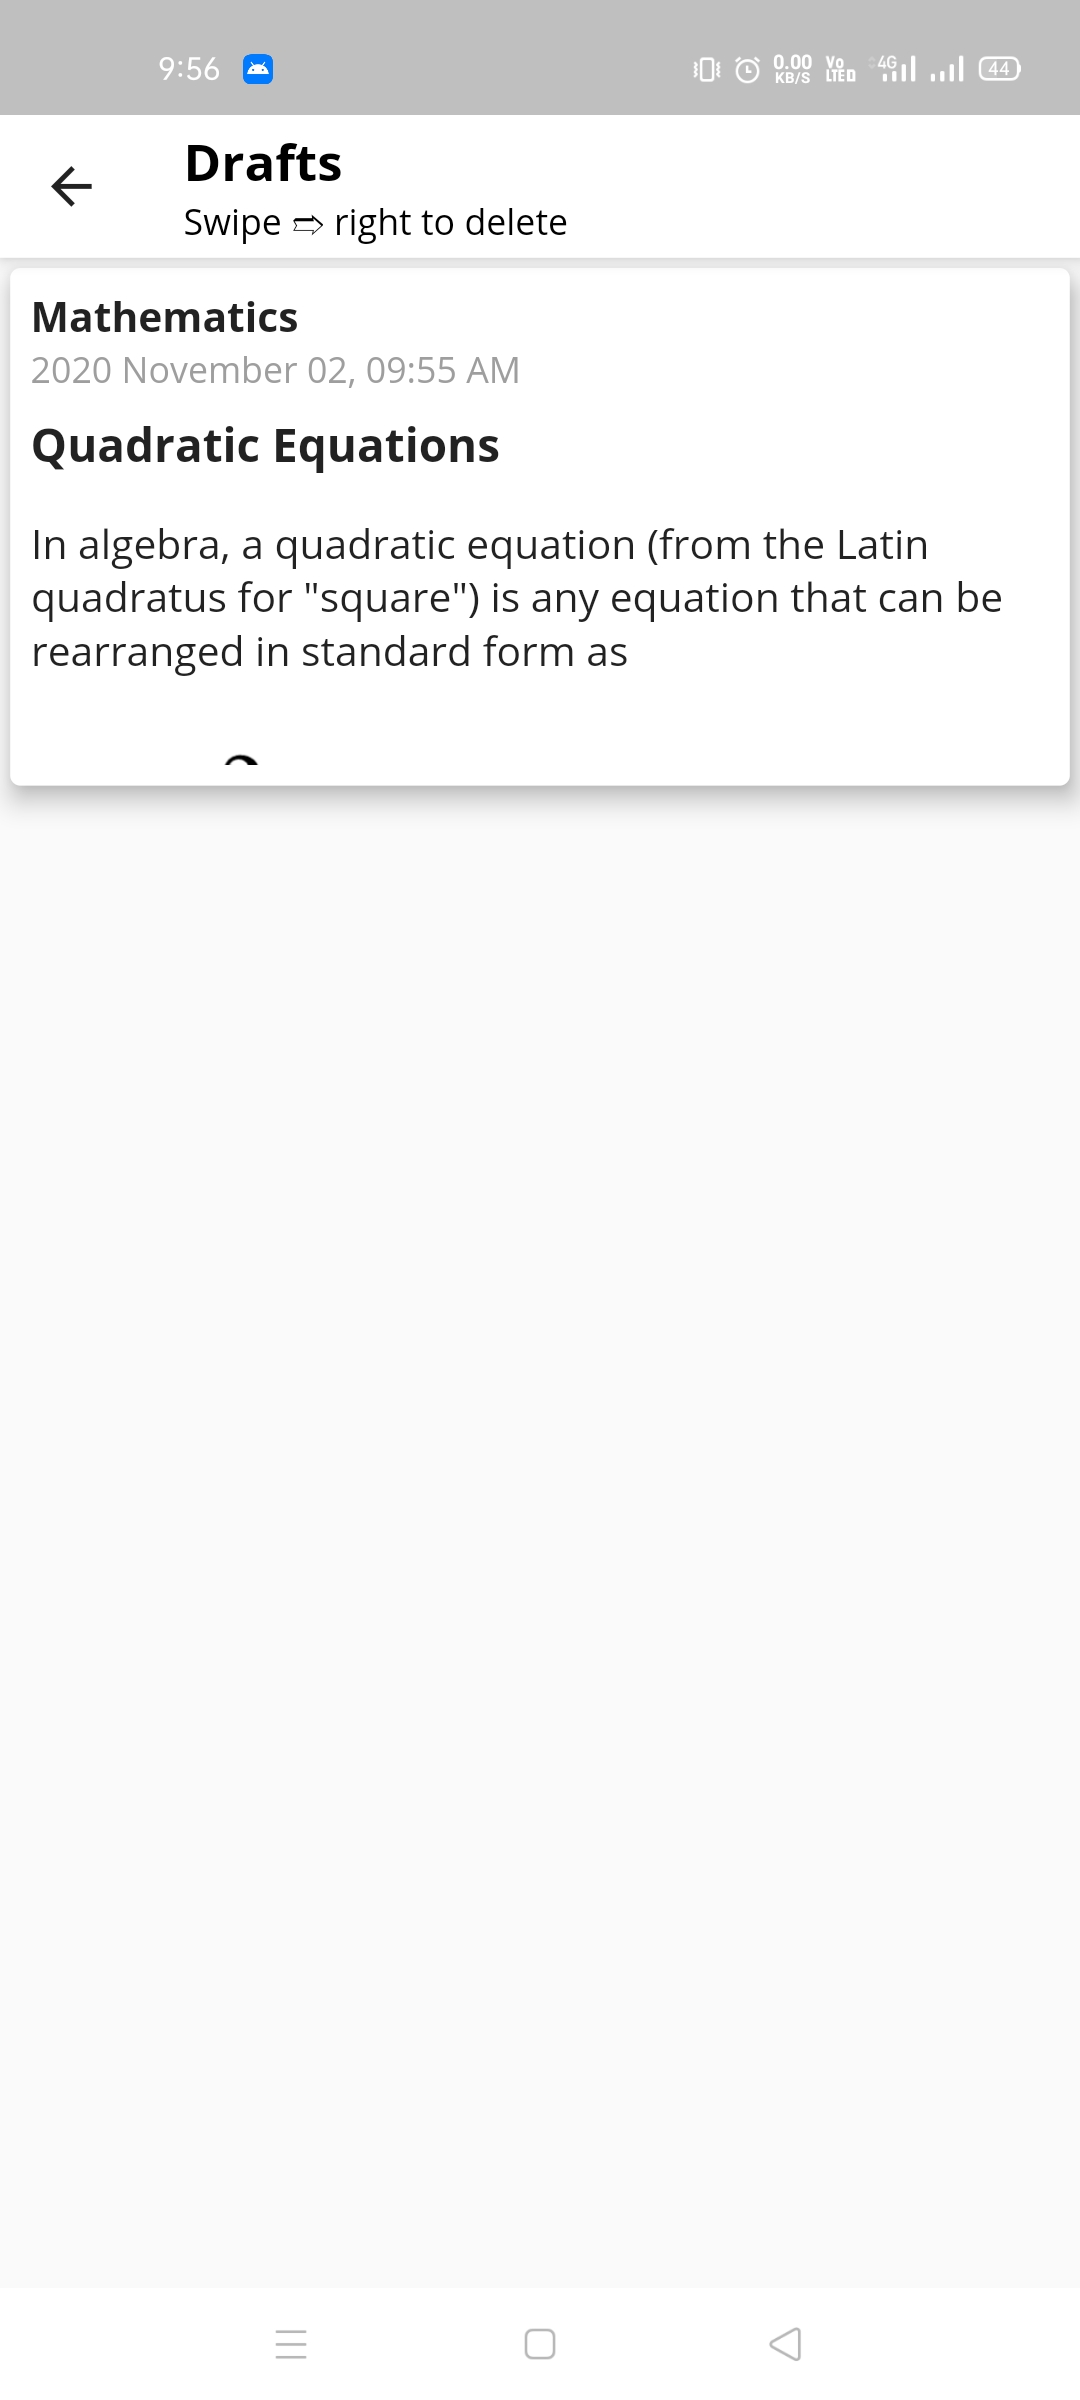 9:56
0.00
KB/S
Vo
LTE D
4G
44
Drafts
Swipe ⇨ right to delete
Mathematics
2020 November 02, 09:55 AM
Quadratic Equations
In algebra, a quadratic equation (from the Latin
quadratus for "square") is any equation that can be
rearranged in standard form as